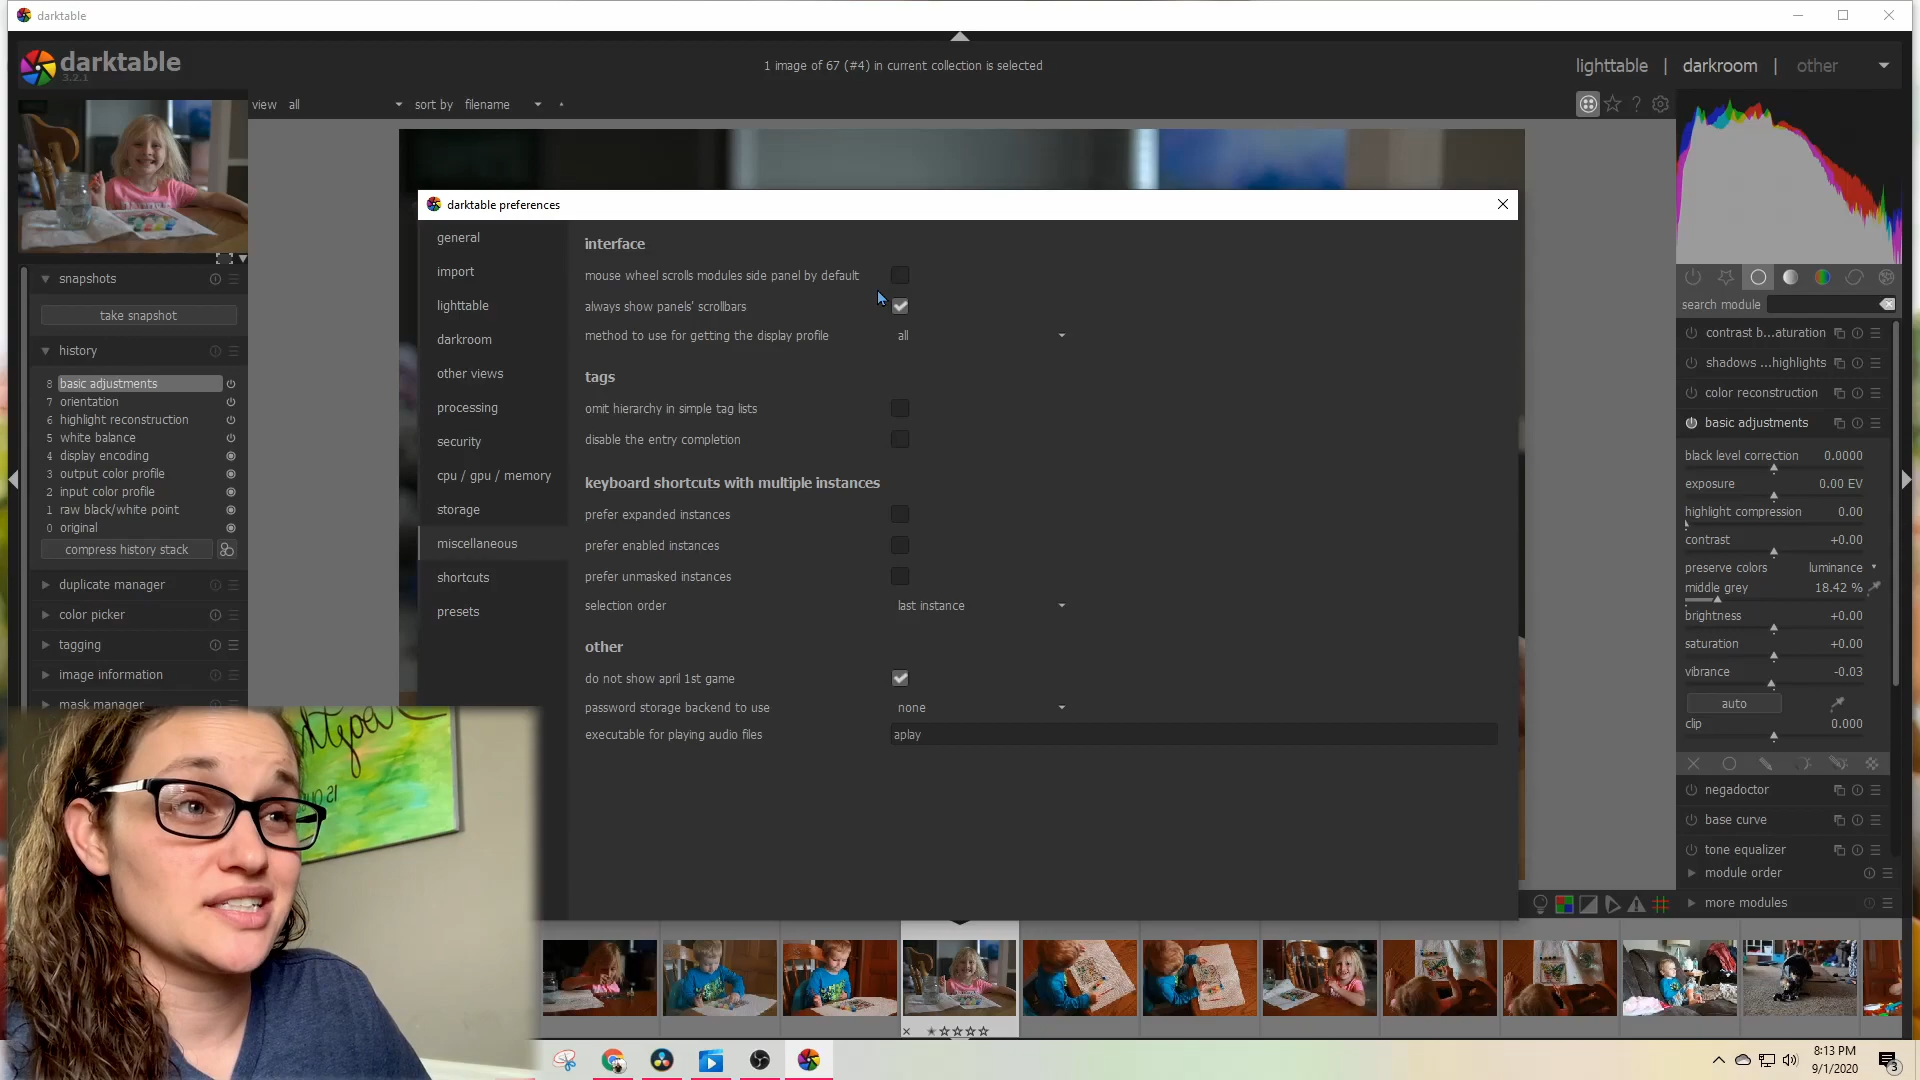 darktable
darktable
3.2.1
1 image of 67 (#4) in current collection is selected
lighttable | darkroom | other
view all sort by filename
darktable preferences
general
import
lighttable
darkroom
other views
processing
security
cpu / gpu / memory
storage
miscellaneous
shortcuts
presets
interface
mouse wheel scrolls modules side panel by default
always show panels' scrollbars
method to use for getting the display profile all
tags
omit hierarchy in simple tag lists
disable the entry completion
keyboard shortcuts with multiple instances
prefer expanded instances
prefer enabled instances
prefer unmasked instances
selection order last instance
other
do not show april 1st game
password storage backend to use none
executable for playing audio files aplay
snapshots
take snapshot
history
8 basic adjustments
7 orientation
6 highlight reconstruction
5 white balance
4 display encoding
3 output color profile
2 input color profile
1 raw black/white point
0 original
compress history stack
duplicate manager
color picker
tagging
image information
mask manager
search module
contrast b...aturation
shadows ...highlights
color reconstruction
basic adjustments
black level correction 0.0000
exposure 0.00 EV
highlight compression 0.00
contrast +0.00
preserve colors luminance
middle grey 18.42 %
brightness +0.00
saturation +0.00
vibrance -0.03
auto
clip 0.000
negadoctor
base curve
tone equalizer
module order
more modules
8:13 PM
9/1/2020
3